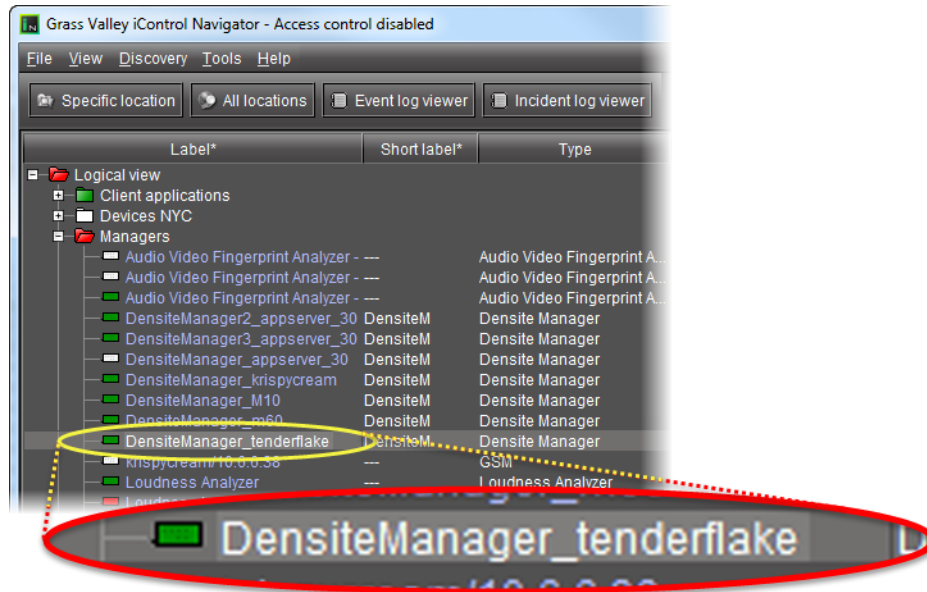 Grass Valley iControl Navigator - Access control disabled
File View Discovery Tools Help
Specific location All locations Event log viewer Incident log viewer
Label* Short label* Type
Logical view
Client applications
Devices NYC
Managers
Audio Video Fingerprint Analyzer - --- Audio Video Fingerprint A...
Audio Video Fingerprint Analyzer - --- Audio Video Fingerprint A...
Audio Video Fingerprint Analyzer - --- Audio Video Fingerprint A...
DensiteManager2_appserver_30 DensiteM Densite Manager
DensiteManager3_appserver_30 DensiteM Densite Manager
DensiteManager_appserver_30 DensiteM Densite Manager
DensiteManager_krispycream DensiteM Densite Manager
DensiteManager_M10 DensiteM Densite Manager
DensiteManager_m60 DensiteM Densite Manager
DensiteManager_tenderflake DensiteM Densite Manager
krispycream/10.6.6.38 --- GSM
Loudness Analyzer --- Loudness Analyzer
Loudness
DensiteManager_tenderflake D